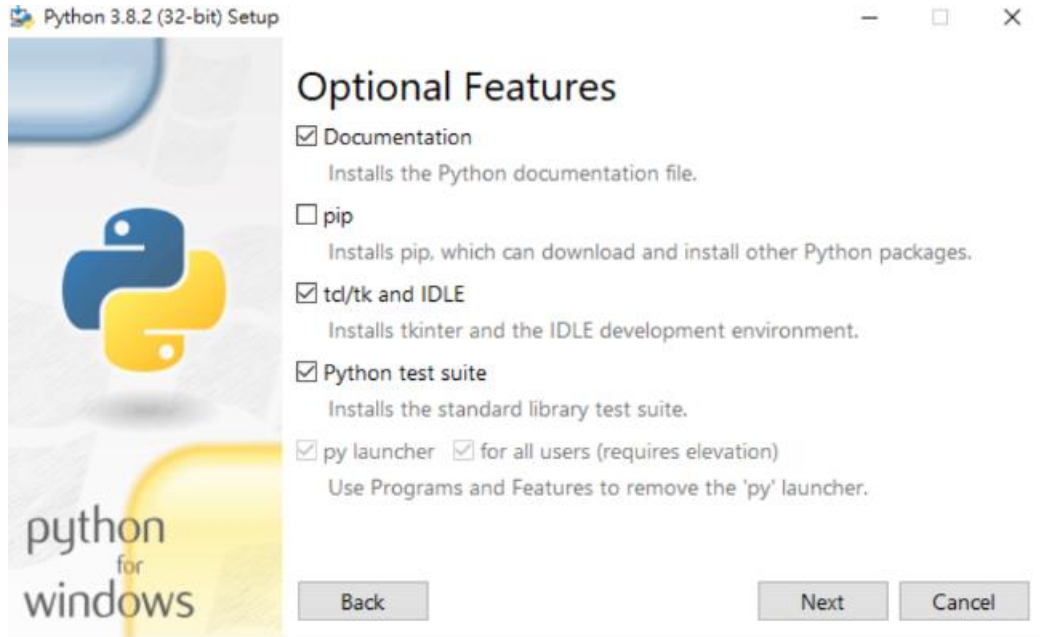 Python 3.8.2 (32-bit) Setup
Optional Features
Documentation
Installs the Python documentation file.
pip
Installs pip, which can download and install other Python packages.
tcl/tk and IDLE
Installs tkinter and the IDLE development environment.
Python test suite
Installs the standard library test suite.
py launcher for all users (requires elevation)
Use Programs and Features to remove the 'py' launcher.
python
for
windows
Back Next Cancel